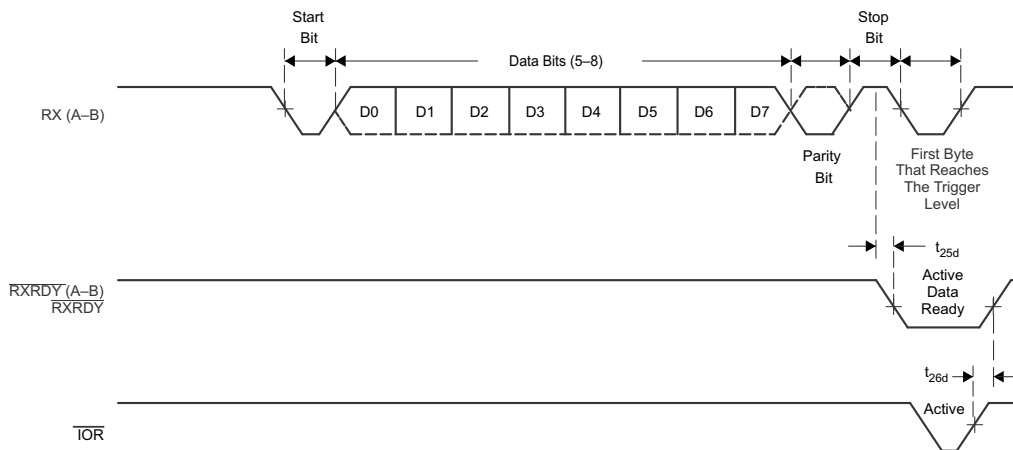 Start
Bit
Stop
Bit
Data Bits (5–8)
RX (A–B)
D0 D1 D2 D3 D4 D5 D6 D7
Parity
Bit
First Byte
That Reaches
The Trigger
Level
t25d
RXRDY (A–B)
RXRDY
Active
Data
Ready
t26d
Active
IOR